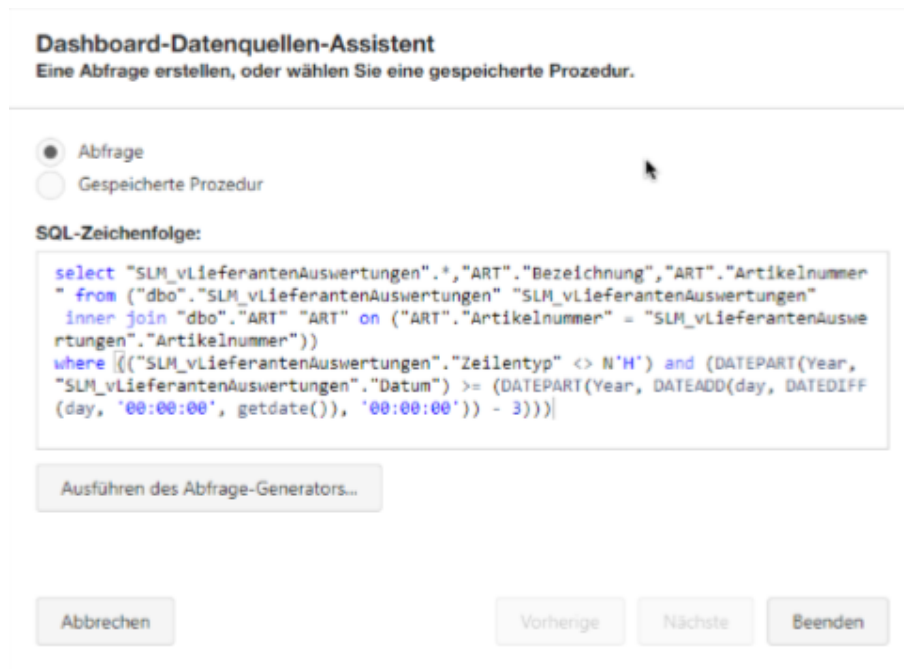 Dashboard-Datenquellen-Assistent
Eine Abfrage erstellen, oder wählen Sie eine gespeicherte Prozedur.
Abfrage
Gespeicherte Prozedur
SQL-Zeichenfolge:
select "SLM_vLieferantenAuswertungen".*,"ART"."Bezeichnung","ART"."Artikelnummer
" from ("dbo"."SLM_vLieferantenAuswertungen" "SLM_vLieferantenAuswertungen"
inner join "dbo"."ART" "ART" on ("ART"."Artikelnummer" = "SLM_vLieferantenAuswe
rtungen"."Artikelnummer"))
where (("SLM_vLieferantenAuswertungen"."Zeilentyp" <> N'H') and (DATEPART(Year,
"SLM_vLieferantenAuswertungen"."Datum") >= (DATEPART(Year, DATEADD(day, DATEDIFF
(day, '00:00:00', getdate()), '00:00:00')) - 3)))
Ausführen des Abfrage-Generators...
Abbrechen
Vorherige
Nächste
Beenden